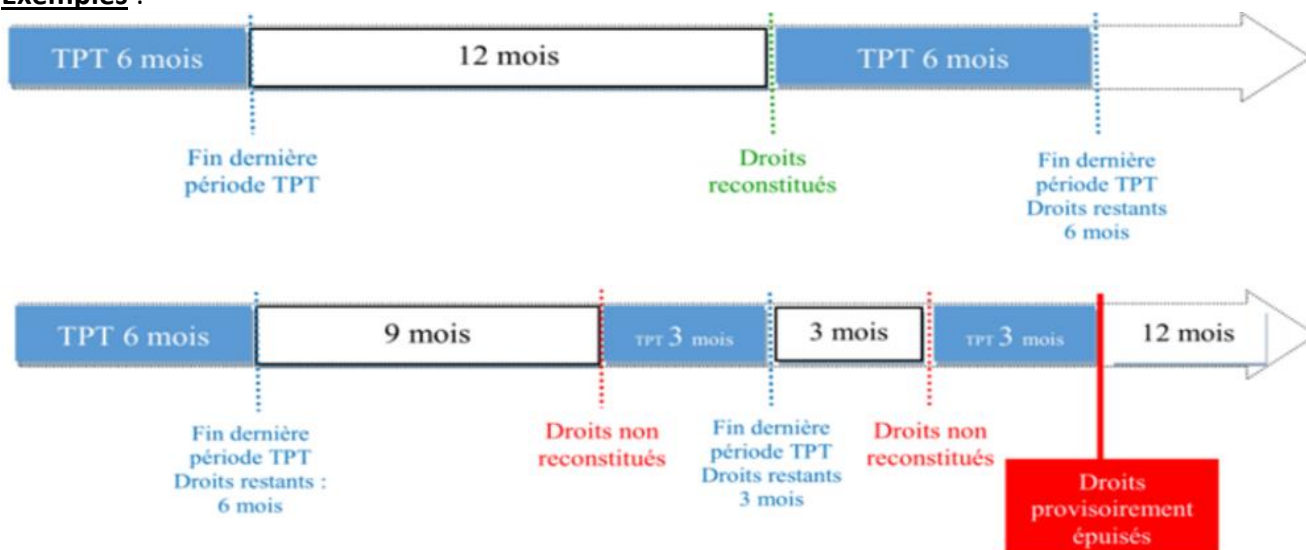 Exemples :
TPT 6 mois
12 mois
TPT 6 mois
Fin dernière
période TPT
Droits
reconstitués
Fin dernière
période TPT
Droits restants
6 mois
TPT 6 mois
9 mois
TPT 3 mois
3 mois
TPT 3 mois
12 mois
Fin dernière
période TPT
Droits restants :
6 mois
Droits non
reconstitués
Fin dernière
période TPT
Droits restants
3 mois
Droits non
reconstitués
Droits
provisoirement
épuisés